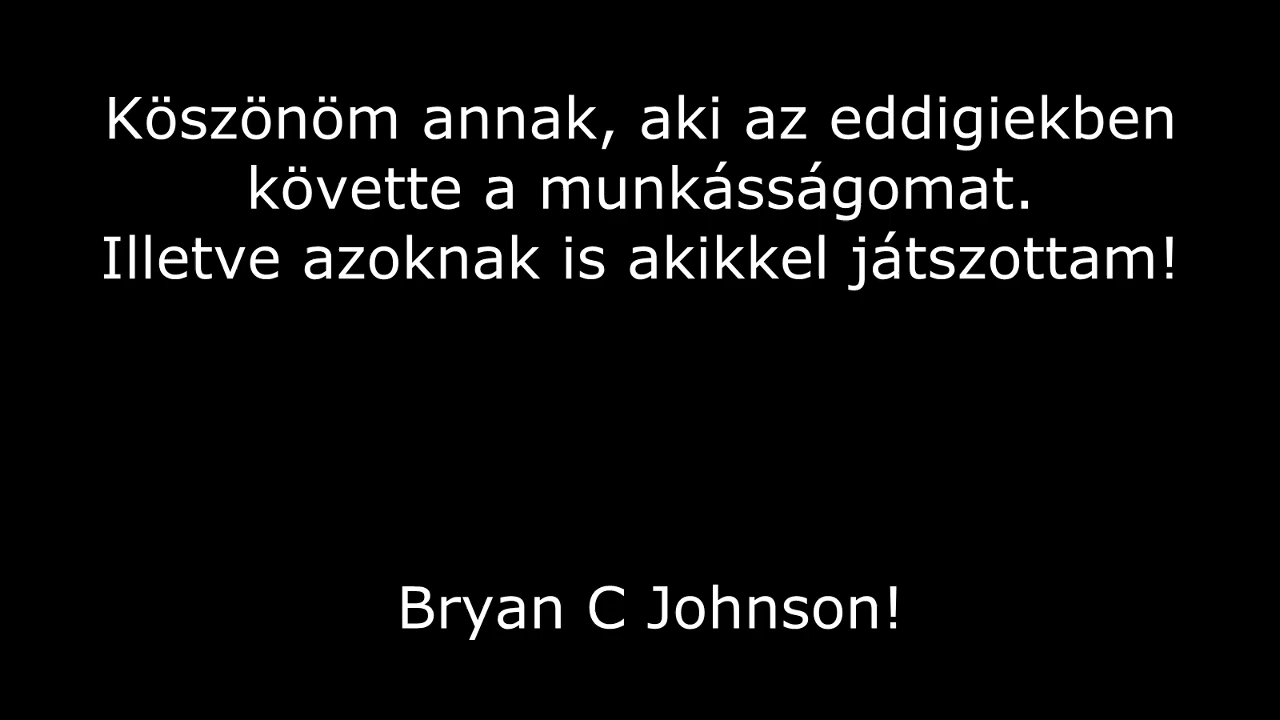 Köszönöm annak, aki az eddigiekben
követte a munkásságomat.
Illetve azoknak is akikkel játszottam!
Bryan C Johnson!